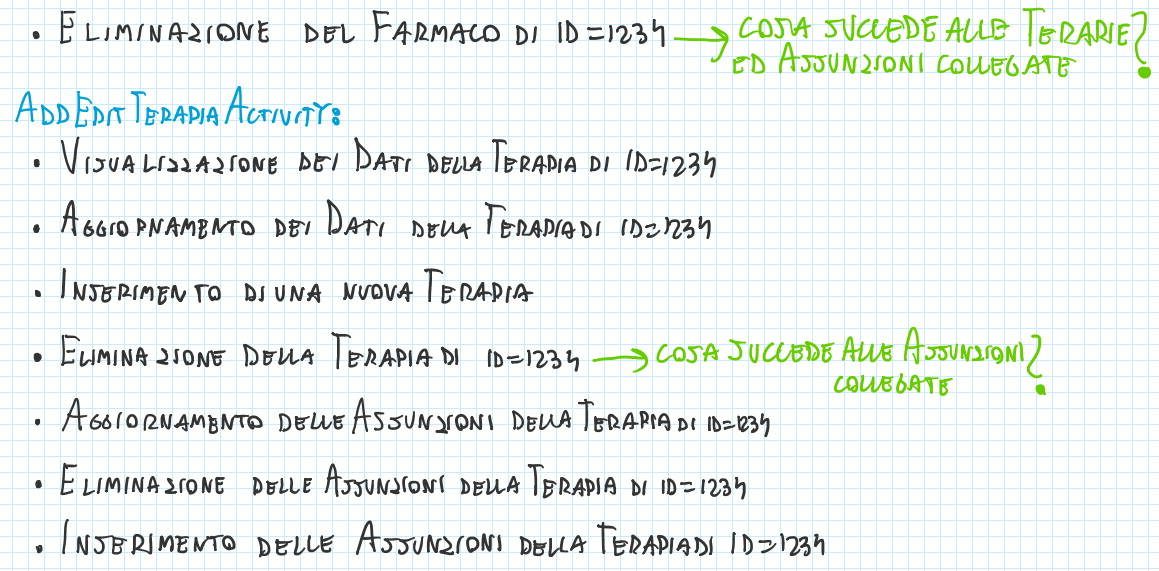 • ELIMINAZIONE DEL FARMACO DI ID=1234 → COSA SUCCEDE ALLE TERAPIE
ED ASSUNZIONI COLLEGATE?
ADDEDITTERAPIAACTIVITY:
• VISUALIZZAZIONE DEI DATI DELLA TERAPIA DI ID=1234
• AGGIORNAMENTO DEI DATI DELLA TERAPIA DI ID=1234
• INSERIMENTO DI UNA NUOVA TERAPIA
• ELIMINAZIONE DELLA TERAPIA DI ID=1234 → COSA SUCCEDE ALLE ASSUNZIONI
COLLEGATE?
• AGGIORNAMENTO DELLE ASSUNZIONI DELLA TERAPIA DI ID=1234
• ELIMINAZIONE DELLE ASSUNZIONI DELLA TERAPIA DI ID=1234
• INSERIMENTO DELLE ASSUNZIONI DELLA TERAPIA DI ID=1234